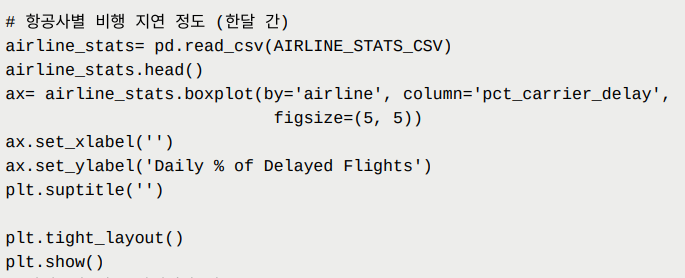 # 항공사별 비행 지연 정도 (한달 간)
airline_stats= pd.read_csv(AIRLINE_STATS_CSV)
airline_stats.head()
ax= airline_stats.boxplot(by='airline', column='pct_carrier_delay',
figsize=(5, 5))
ax.set_xlabel('')
ax.set_ylabel('Daily % of Delayed Flights')
plt.suptitle('')
plt.tight_layout()
plt.show()